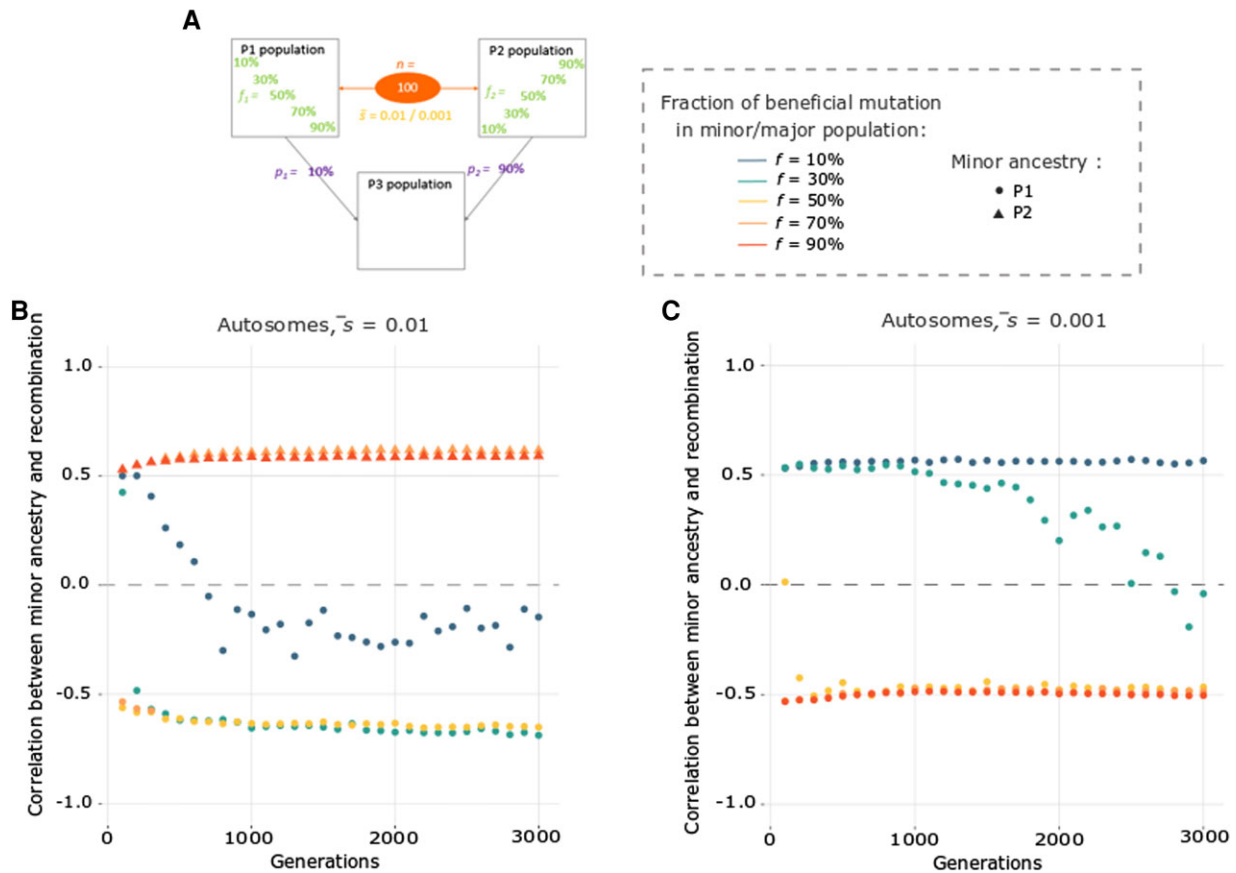 A
P1 population
10%
30%
f₁ = 50%
70%
90%
n =
100
s̄ = 0.01 / 0.001
P2 population
90%
70%
f₂ = 50%
30%
10%
p₁ = 10%
p₂ = 90%
P3 population
Fraction of beneficial mutation
in minor/major population:
f = 10%
f = 30%
f = 50%
f = 70%
f = 90%
Minor ancestry :
P1
P2
B
Autosomes, ¯s = 0.01
Correlation between minor ancestry and recombination
1.0
0.5
0.0
-0.5
-1.0
0 1000 2000 3000
Generations
C
Autosomes, ¯s = 0.001
Correlation between minor ancestry and recombination
1.0
0.5
0.0
-0.5
-1.0
0 1000 2000 3000
Generations